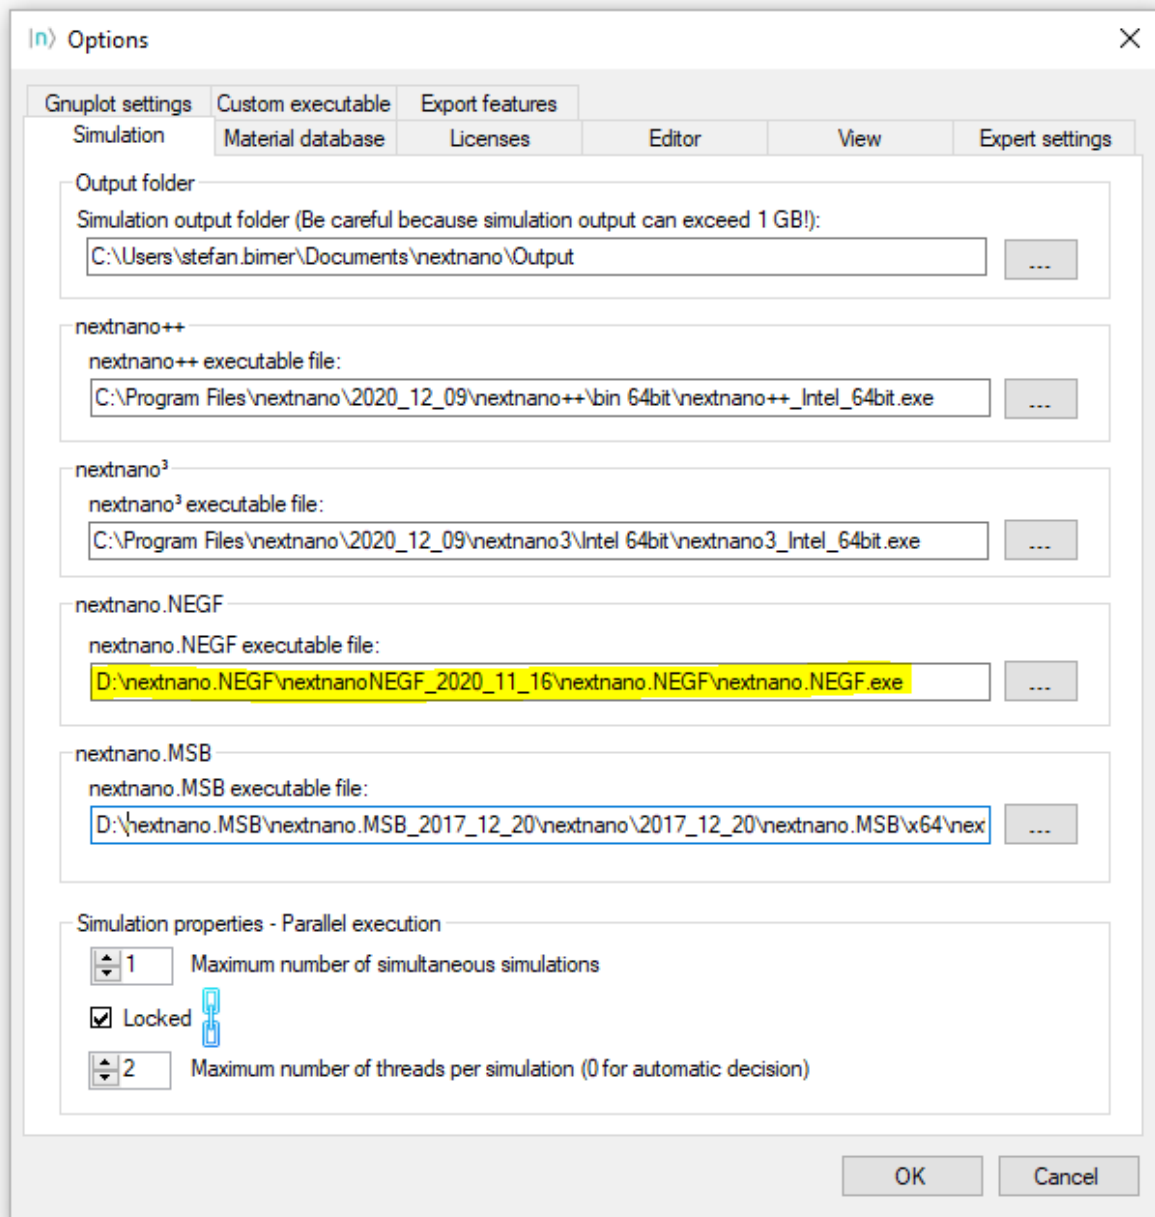 |n⟩ Options
Gnuplot settings Custom executable Export features
Simulation Material database Licenses Editor View Expert settings
Output folder
Simulation output folder (Be careful because simulation output can exceed 1 GB!):
C:\Users\stefan.birner\Documents\nextnano\Output
...
nextnano++
nextnano++ executable file:
C:\Program Files\nextnano\2020_12_09\nextnano++\bin 64bit\nextnano++_Intel_64bit.exe
...
nextnano³
nextnano³ executable file:
C:\Program Files\nextnano\2020_12_09\nextnano3\Intel 64bit\nextnano3_Intel_64bit.exe
...
nextnano.NEGF
nextnano.NEGF executable file:
D:\nextnano.NEGF\nextnanoNEGF_2020_11_16\nextnano.NEGF\nextnano.NEGF.exe
...
nextnano.MSB
nextnano.MSB executable file:
D:\nextnano.MSB\nextnano.MSB_2017_12_20\nextnano\2017_12_20\nextnano.MSB\x64\nex
...
Simulation properties - Parallel execution
1 Maximum number of simultaneous simulations
Locked
2 Maximum number of threads per simulation (0 for automatic decision)
OK Cancel